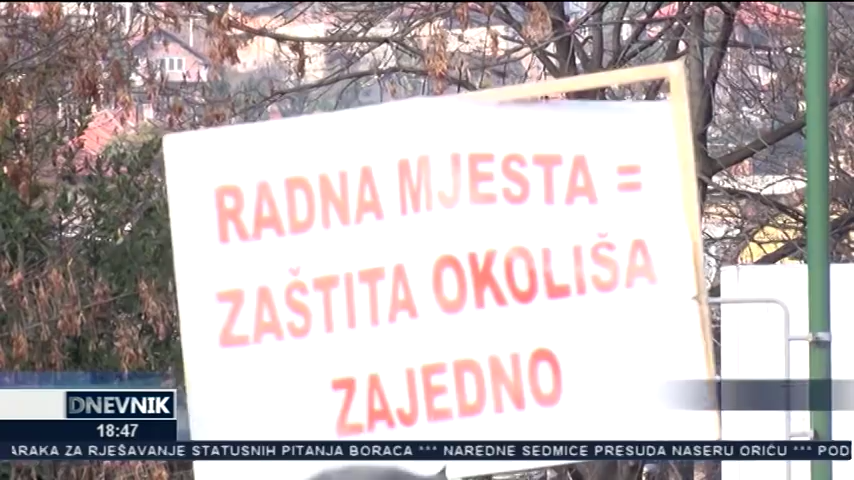 RADNA MJESTA =
ZAŠTITA OKOLIŠA
ZAJEDNO
DNEVNIK
18:47
ARAKA ZA RJEŠAVANJE STATUSNIH PITANJA BORACA *** NAREDNE SEDMICE PRESUDA NASERU ORIĆU *** PODI